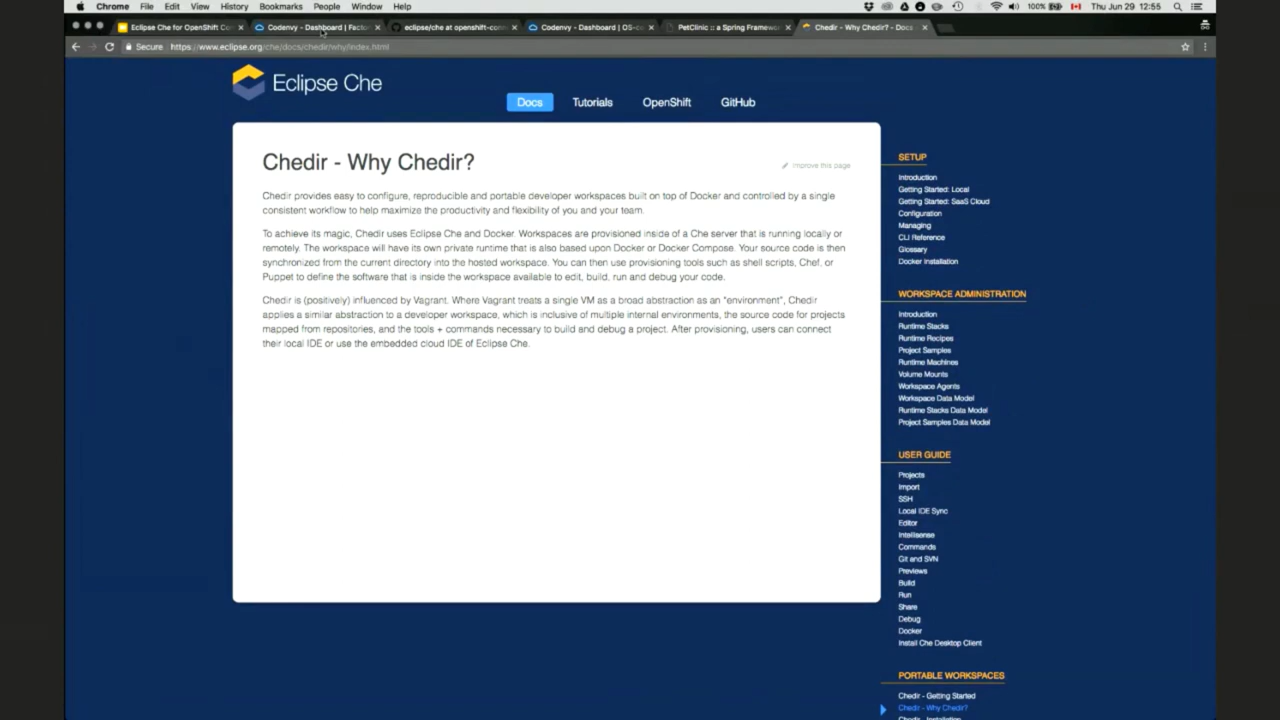 Chrome File Edit View History Bookmarks People Window Help 100% Thu Jun 29 12:55
Eclipse Che for OpenShift Co
Codenvy - Dashboard | Factor
eclipse/che at openshift-conn
Codenvy - Dashboard | OS-c
PetClinic :: a Spring Framewor
Chedir - Why Chedir? - Docs
Secure https://www.eclipse.org/che/docs/chedir/why/index.html
Eclipse Che
Docs Tutorials OpenShift GitHub
Chedir - Why Chedir?
Improve this page
Chedir provides easy to configure, reproducible and portable developer workspaces built on top of Docker and controlled by a single
consistent workflow to help maximize the productivity and flexibility of you and your team.
To achieve its magic, Chedir uses Eclipse Che and Docker. Workspaces are provisioned inside of a Che server that is running locally or
remotely. The workspace will have its own private runtime that is also based upon Docker or Docker Compose. Your source code is then
synchronized from the current directory into the hosted workspace. You can then use provisioning tools such as shell scripts, Chef, or
Puppet to define the software that is inside the workspace available to edit, build, run and debug your code.
Chedir is (positively) influenced by Vagrant. Where Vagrant treats a single VM as a broad abstraction as an "environment", Chedir
applies a similar abstraction to a developer workspace, which is inclusive of multiple internal environments, the source code for projects
mapped from repositories, and the tools + commands necessary to build and debug a project. After provisioning, users can connect
their local IDE or use the embedded cloud IDE of Eclipse Che.
SETUP
Introduction
Getting Started: Local
Getting Started: SaaS Cloud
Configuration
Managing
CLI Reference
Glossary
Docker Installation
WORKSPACE ADMINISTRATION
Introduction
Runtime Stacks
Runtime Recipes
Project Samples
Runtime Machines
Volume Mounts
Workspace Agents
Workspace Data Model
Runtime Stacks Data Model
Project Samples Data Model
USER GUIDE
Projects
Import
SSH
Local IDE Sync
Editor
Intellisense
Commands
Git and SVN
Previews
Build
Run
Share
Debug
Docker
Install Che Desktop Client
PORTABLE WORKSPACES
Chedir - Getting Started
Chedir - Why Chedir?
Chedir - Installation